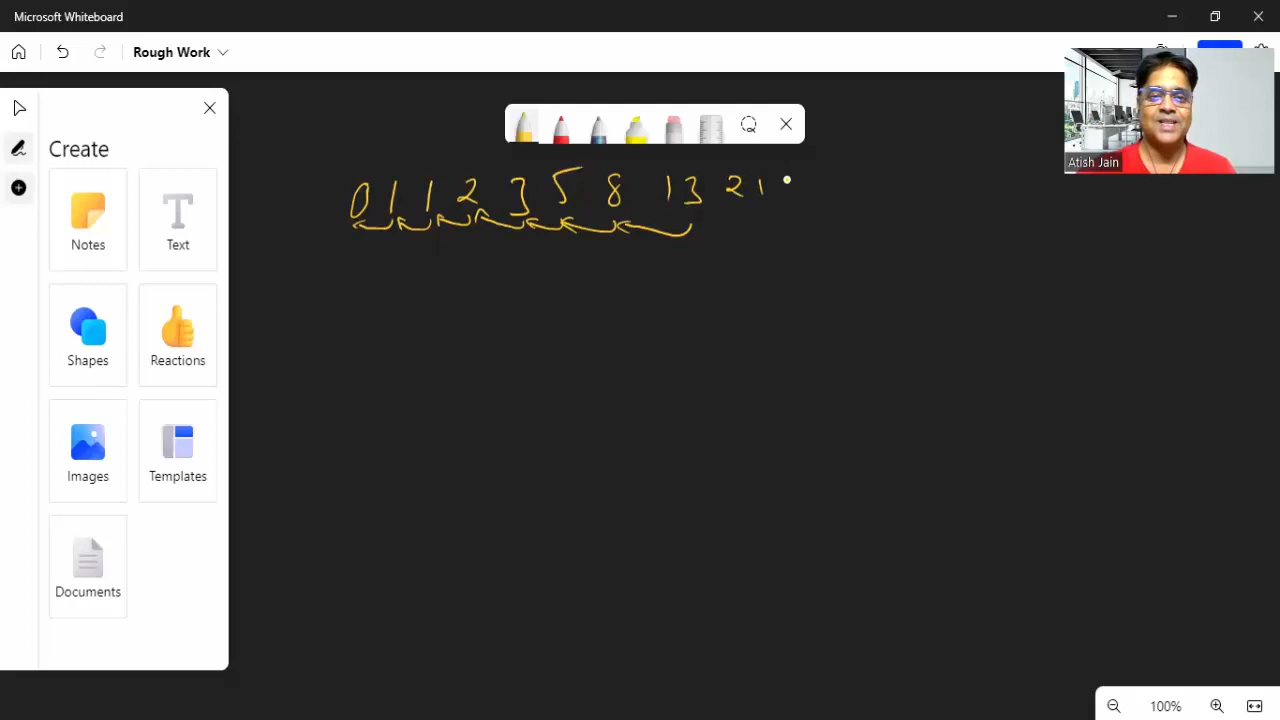 Microsoft Whiteboard
Rough Work
Atish Jain
Create
0 1 1 2 3 5 8 13 21
Notes
Text
Shapes
Reactions
Images
Templates
Documents
100%